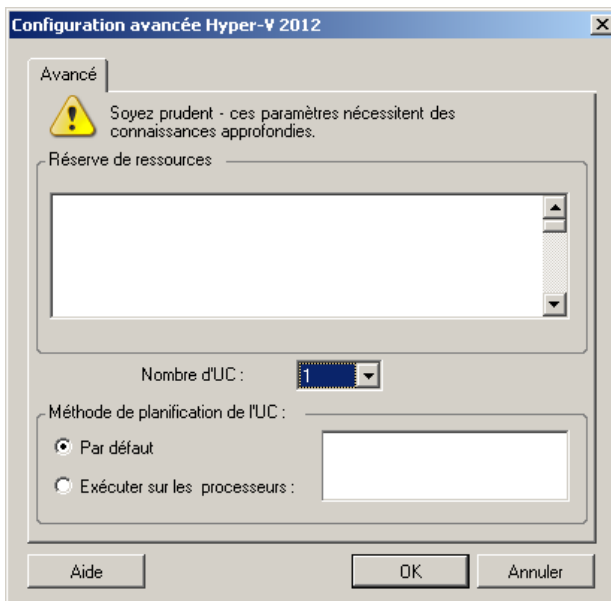 Configuration avancée Hyper-V 2012
Avancé
Soyez prudent - ces paramètres nécessitent des
connaissances approfondies.
Réserve de ressources
Nombre d'UC :
1
Méthode de planification de l'UC :
Par défaut
Exécuter sur les processeurs :
Aide
OK
Annuler